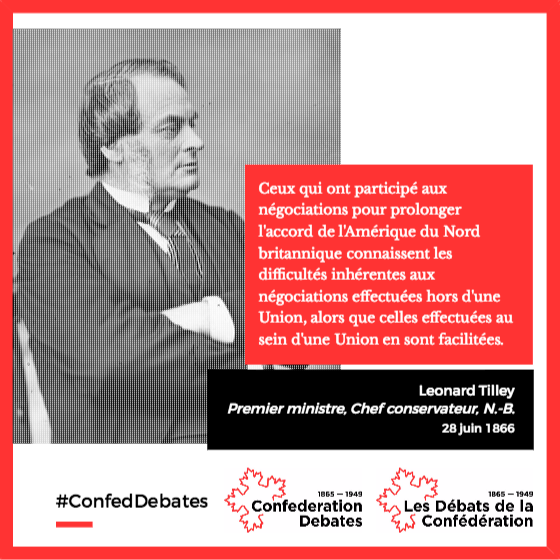 Ceux qui ont participé aux
négociations pour prolonger
l'accord de l'Amérique du Nord
britannique connaissent les
difficultés inhérentes aux
négociations effectuées hors d'une
Union, alors que celles effectuées au
sein d'une Union en sont facilitées.
Leonard Tilley
Premier ministre, Chef conservateur, N.-B.
28 juin 1866
#ConfedDebates
1865 — 1949
Confederation
Debates
1865 — 1949
Les Débats de la
Confédération